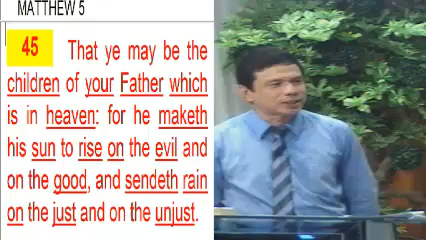 MATTHEW 5
45 That ye may be the
children of your Father which
is in heaven: for he maketh
his sun to rise on the evil and
on the good, and sendeth rain
on the just and on the unjust.